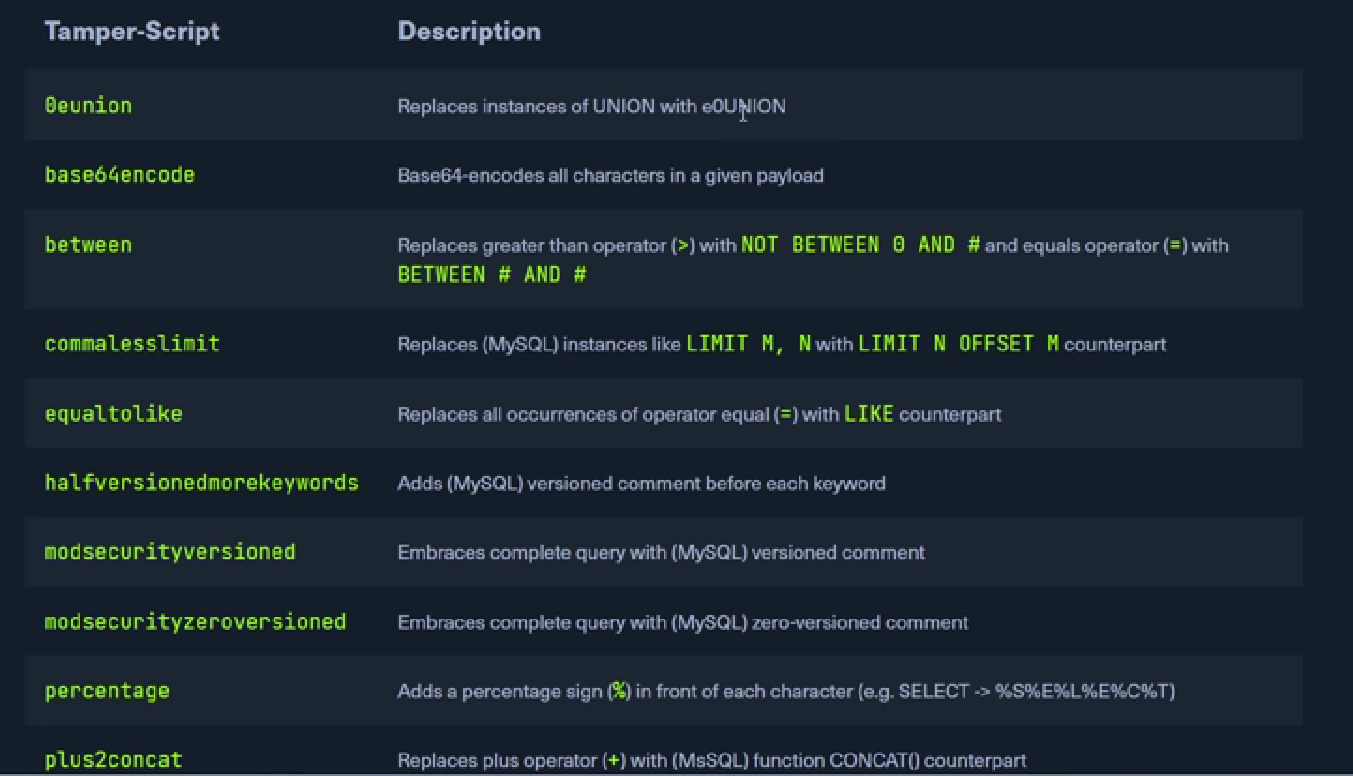 Tamper-Script Description
0eunion Replaces instances of UNION with e0UNION
base64encode Base64-encodes all characters in a given payload
between Replaces greater than operator (>) with NOT BETWEEN 0 AND # and equals operator (=) with
BETWEEN # AND #
commalesslimit Replaces (MySQL) instances like LIMIT M, N with LIMIT N OFFSET M counterpart
equaltolike Replaces all occurrences of operator equal (=) with LIKE counterpart
halfversionedmorekeywords Adds (MySQL) versioned comment before each keyword
modsecurityversioned Embraces complete query with (MySQL) versioned comment
modsecurityzeroversioned Embraces complete query with (MySQL) zero-versioned comment
percentage Adds a percentage sign (%) in front of each character (e.g. SELECT -> %S%E%L%E%C%T)
plus2concat Replaces plus operator (+) with (MsSQL) function CONCAT() counterpart